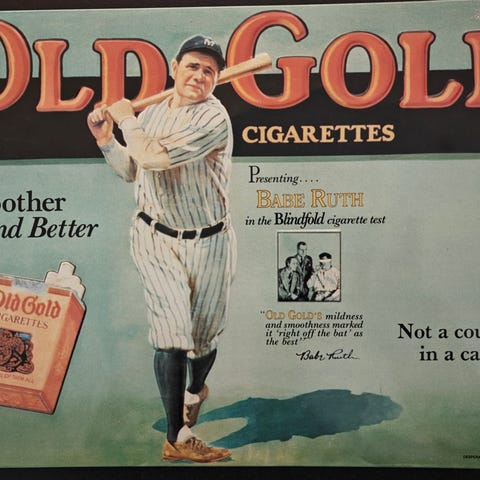 OLD GOLD
CIGARETTES
Presenting....
BABE RUTH
in the Blindfold cigarette test
other
nd Better
Old Gold
CIGARETTES
"OLD GOLD'S mildness
and smoothness marked
it 'right off the bat' as
the best"
Babe Ruth
Not a cou
in a ca